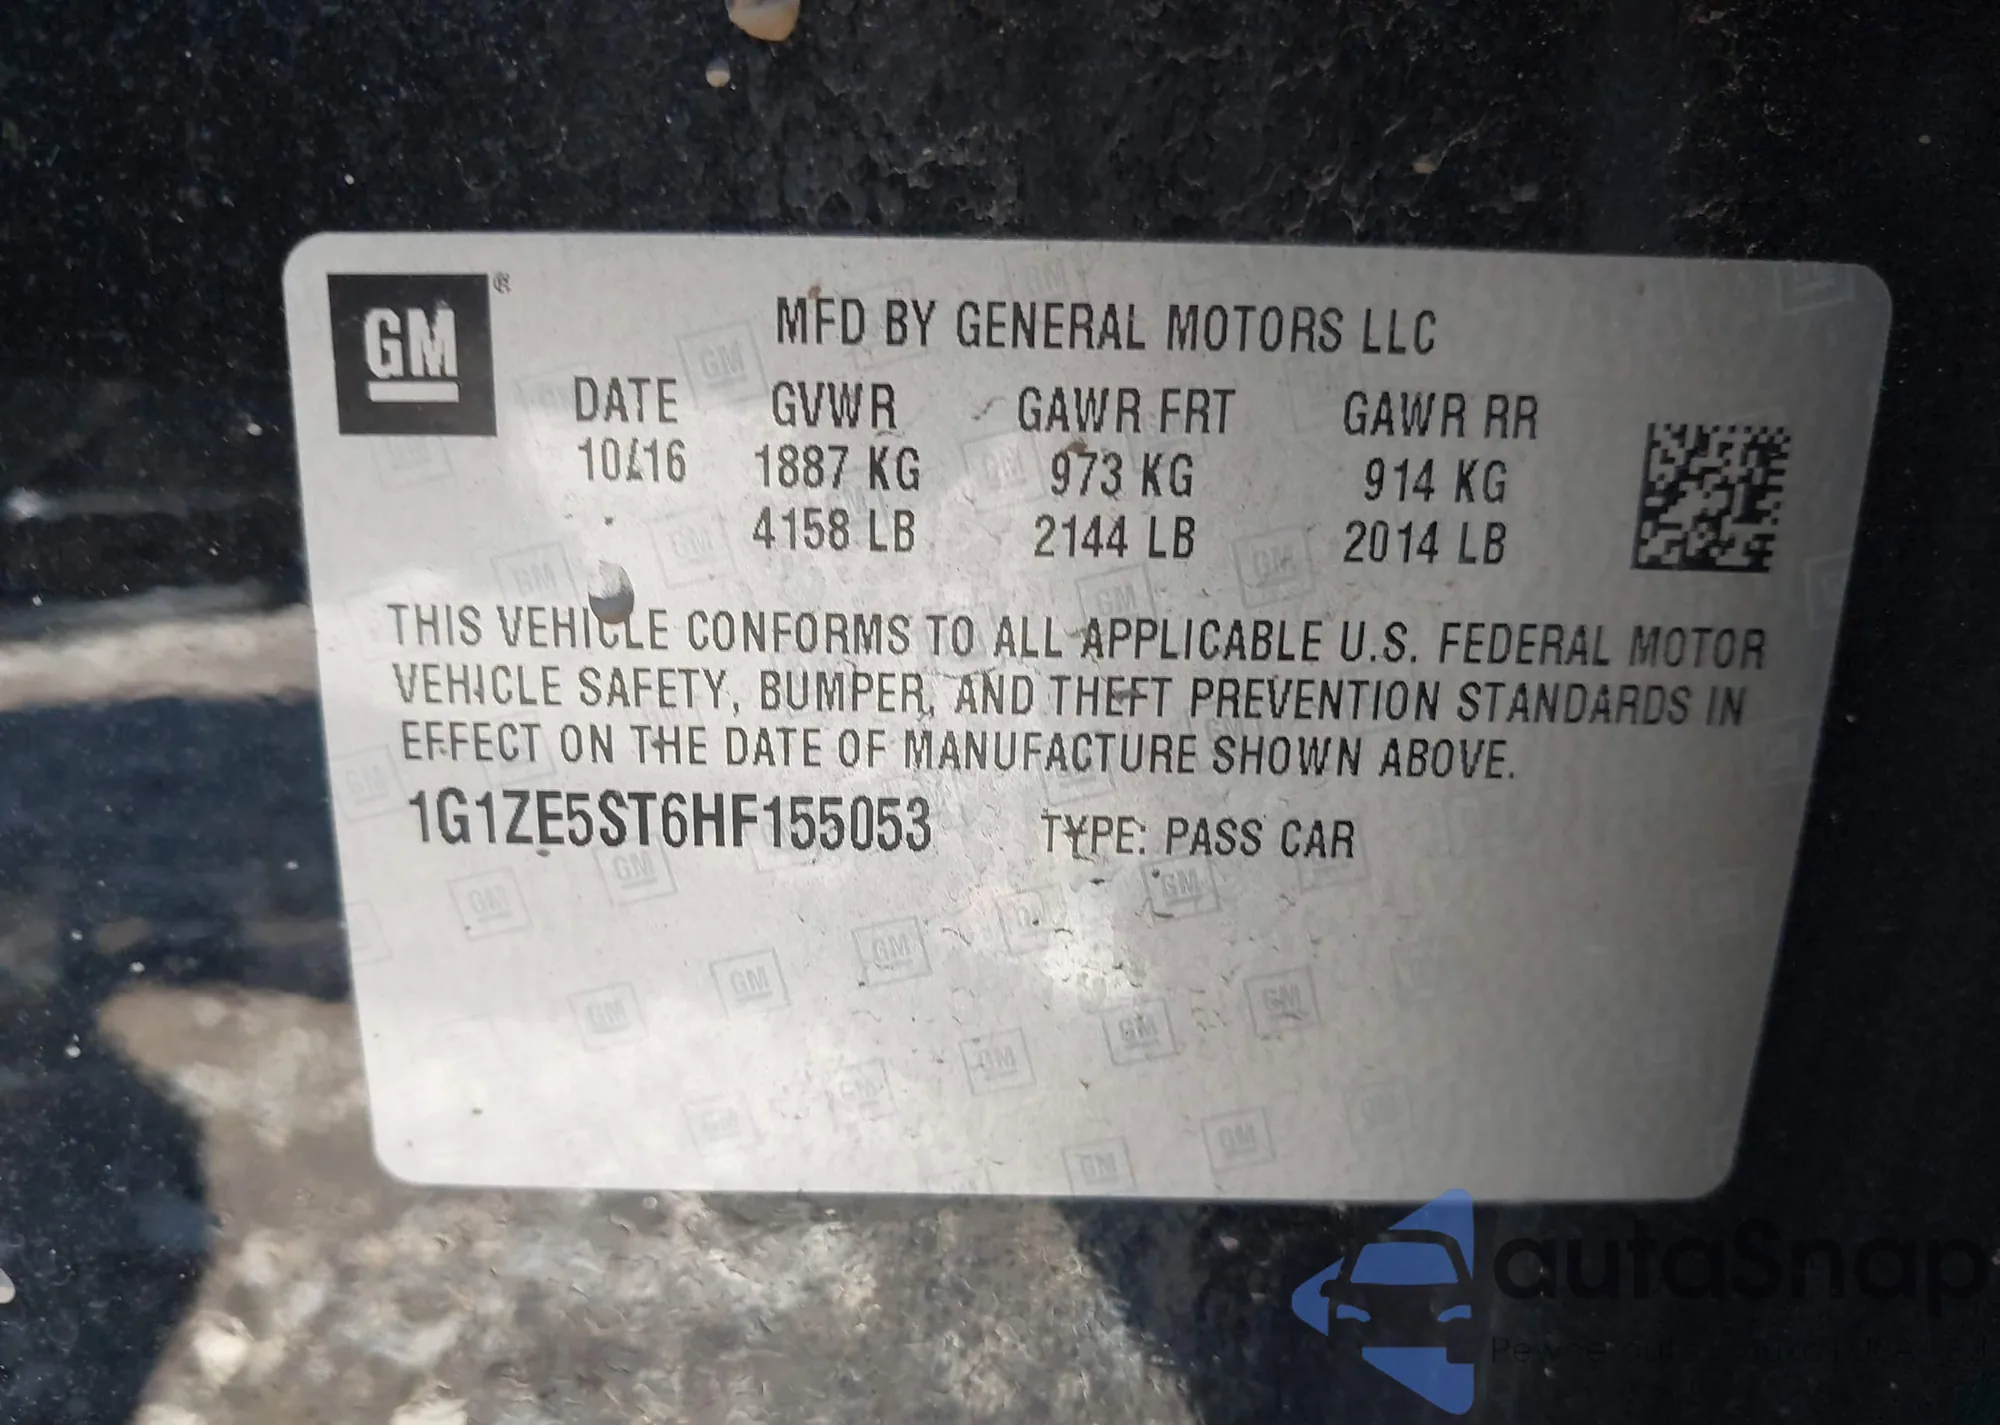 GM ®
MFD BY GENERAL MOTORS LLC
DATE GVWR GAWR FRT GAWR RR
10/16 1887 KG 973 KG 914 KG
4158 LB 2144 LB 2014 LB
THIS VEHICLE CONFORMS TO ALL APPLICABLE U.S. FEDERAL MOTOR
VEHICLE SAFETY, BUMPER, AND THEFT PREVENTION STANDARDS IN
EFFECT ON THE DATE OF MANUFACTURE SHOWN ABOVE.
1G1ZE5ST6HF155053 TYPE: PASS CAR
autaSnap